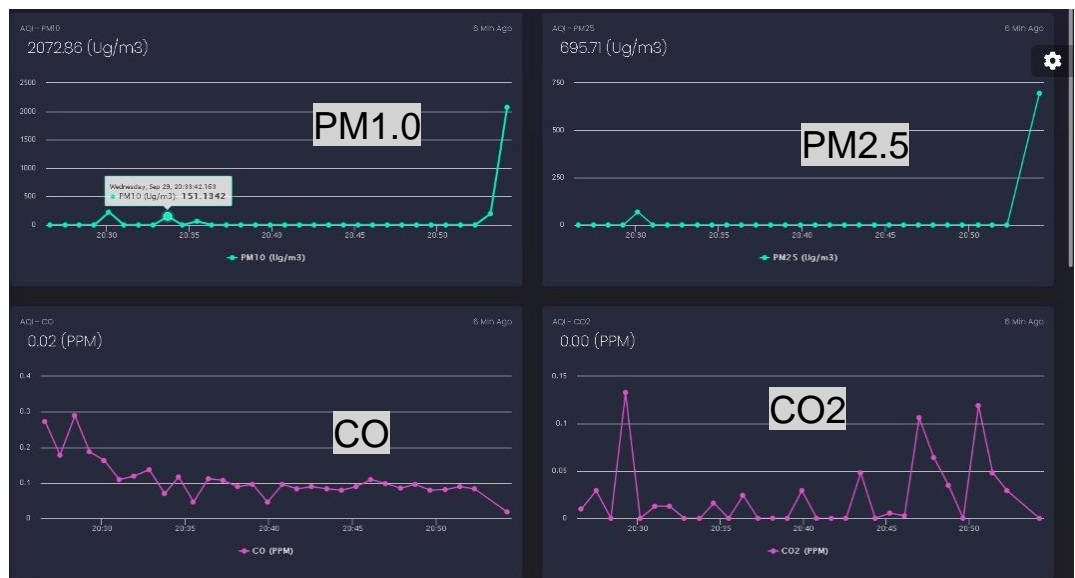 AQI - PM10
6 Min Ago
2072.86 (Ug/m3)
2500
2000
1500
1000
500
0
PM1.0
Wednesday, Sep 29, 20:33:42.153
PM10 (Ug/m3): 151.1342
20:30
20:35
20:40
20:45
20:50
PM10 (Ug/m3)
AQI - PM25
6 Min Ago
695.71 (Ug/m3)
750
500
250
0
PM2.5
20:30
20:35
20:40
20:45
20:50
PM25 (Ug/m3)
AQI - CO
6 Min Ago
0.02 (PPM)
0.4
0.3
0.2
0.1
0
CO
20:30
20:35
20:40
20:45
20:50
CO (PPM)
AQI - CO2
6 Min Ago
0.00 (PPM)
0.15
0.1
0.05
0
CO2
20:30
20:35
20:40
20:45
20:50
CO2 (PPM)